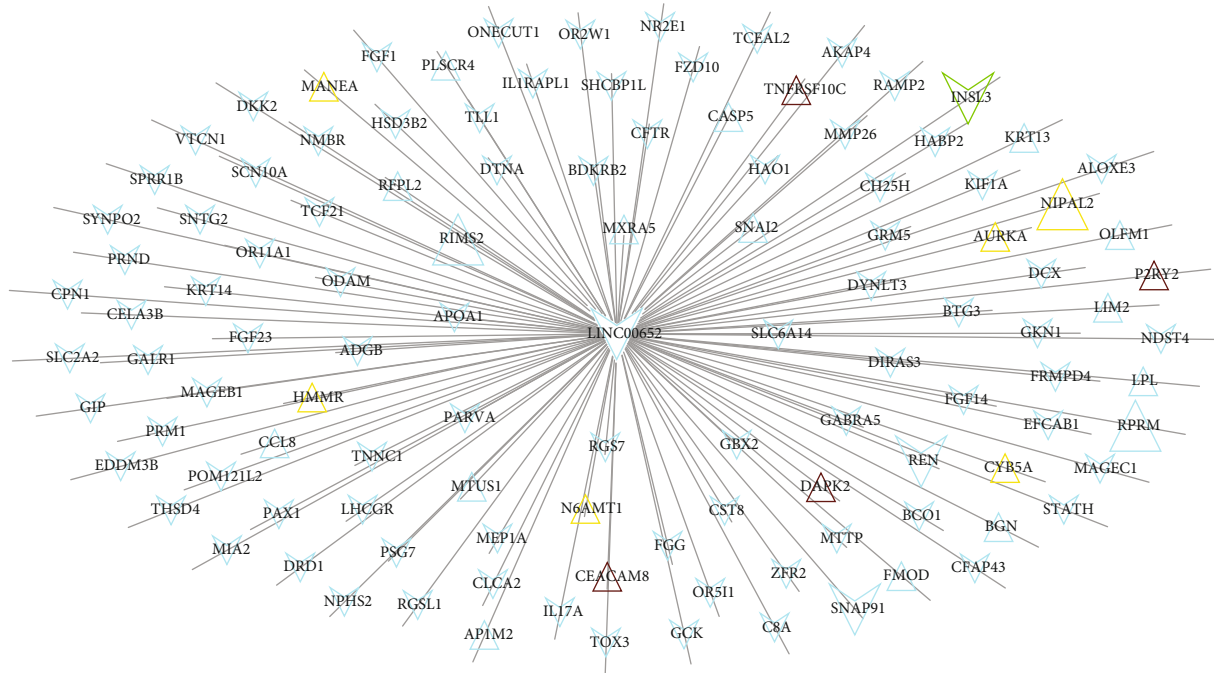 ONECUT1
OR2W1
NR2E1
TCEAL2
AKAP4
FGF1
PLSCR4
IL1RAPL1
SHCBP1L
FZD10
MANEA
TNFRSF10C
RAMP2
INSL3
DKK2
HSD3B2
TLL1
CASP5
CFTR
MMP26
HABP2
KRT13
VTCN1
NMBR
SCN10A
DTNA
BDKRB2
HAO1
ALOXE3
SPRR1B
RFPL2
CH25H
KIF1A
NIPAL2
SYNPO2
SNTG2
TCF21
RIMS2
MXRA5
SNAI2
GRM5
AURKA
OLFM1
PRND
OR11A1
ODAM
DYNLT3
DCX
P2RY2
CPN1
KRT14
CELA3B
APOA1
BTG3
LIM2
FGF23
LINC00652
SLC6A14
GKN1
NDST4
SLC2A2
GALR1
ADGB
DIRAS3
FRMPD4
LPL
GIP
MAGEB1
HMMR
PARVA
FGF14
GABRA5
EFCAB1
RPRM
PRM1
CCL8
RGS7
GBX2
EDDM3B
POM121L2
TNNC1
REN
CYB5A
MAGEC1
MTUS1
DAPK2
THSD4
PAX1
LHCGR
N6AMT1
CST8
BCO1
STATH
BGN
MIA2
PSG7
MEP1A
FGG
MTTP
DRD1
CEACAM8
ZFR2
FMOD
CFAP43
NPHS2
RGSL1
CLCA2
IL17A
OR5I1
SNAP91
AP1M2
TOX3
GCK
C8A